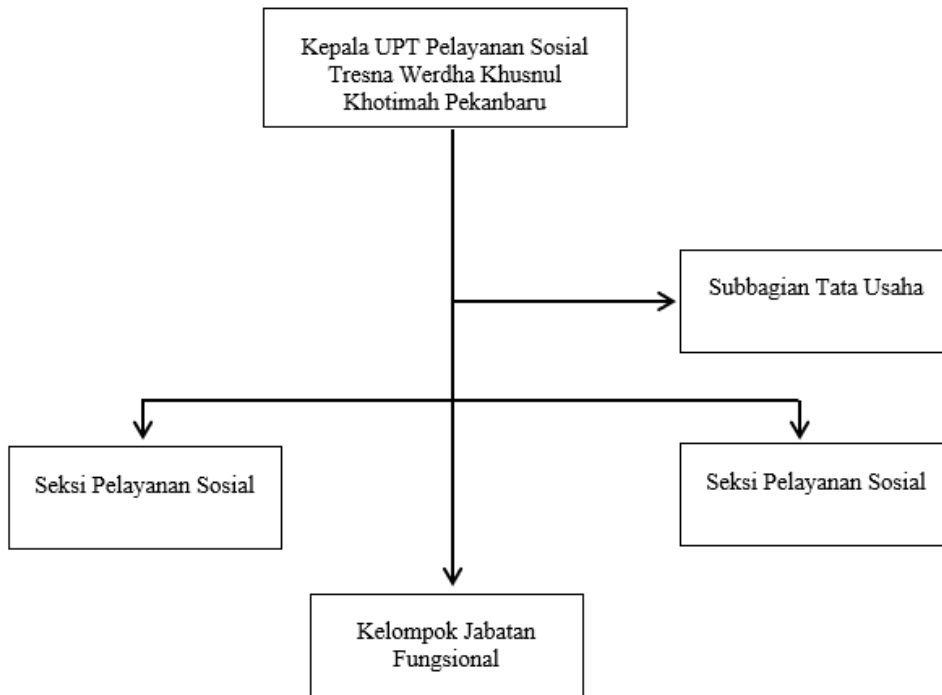 Kepala UPT Pelayanan Sosial
Tresna Werdha Khusnul
Khotimah Pekanbaru
Subbagian Tata Usaha
Seksi Pelayanan Sosial
Seksi Pelayanan Sosial
Kelompok Jabatan
Fungsional